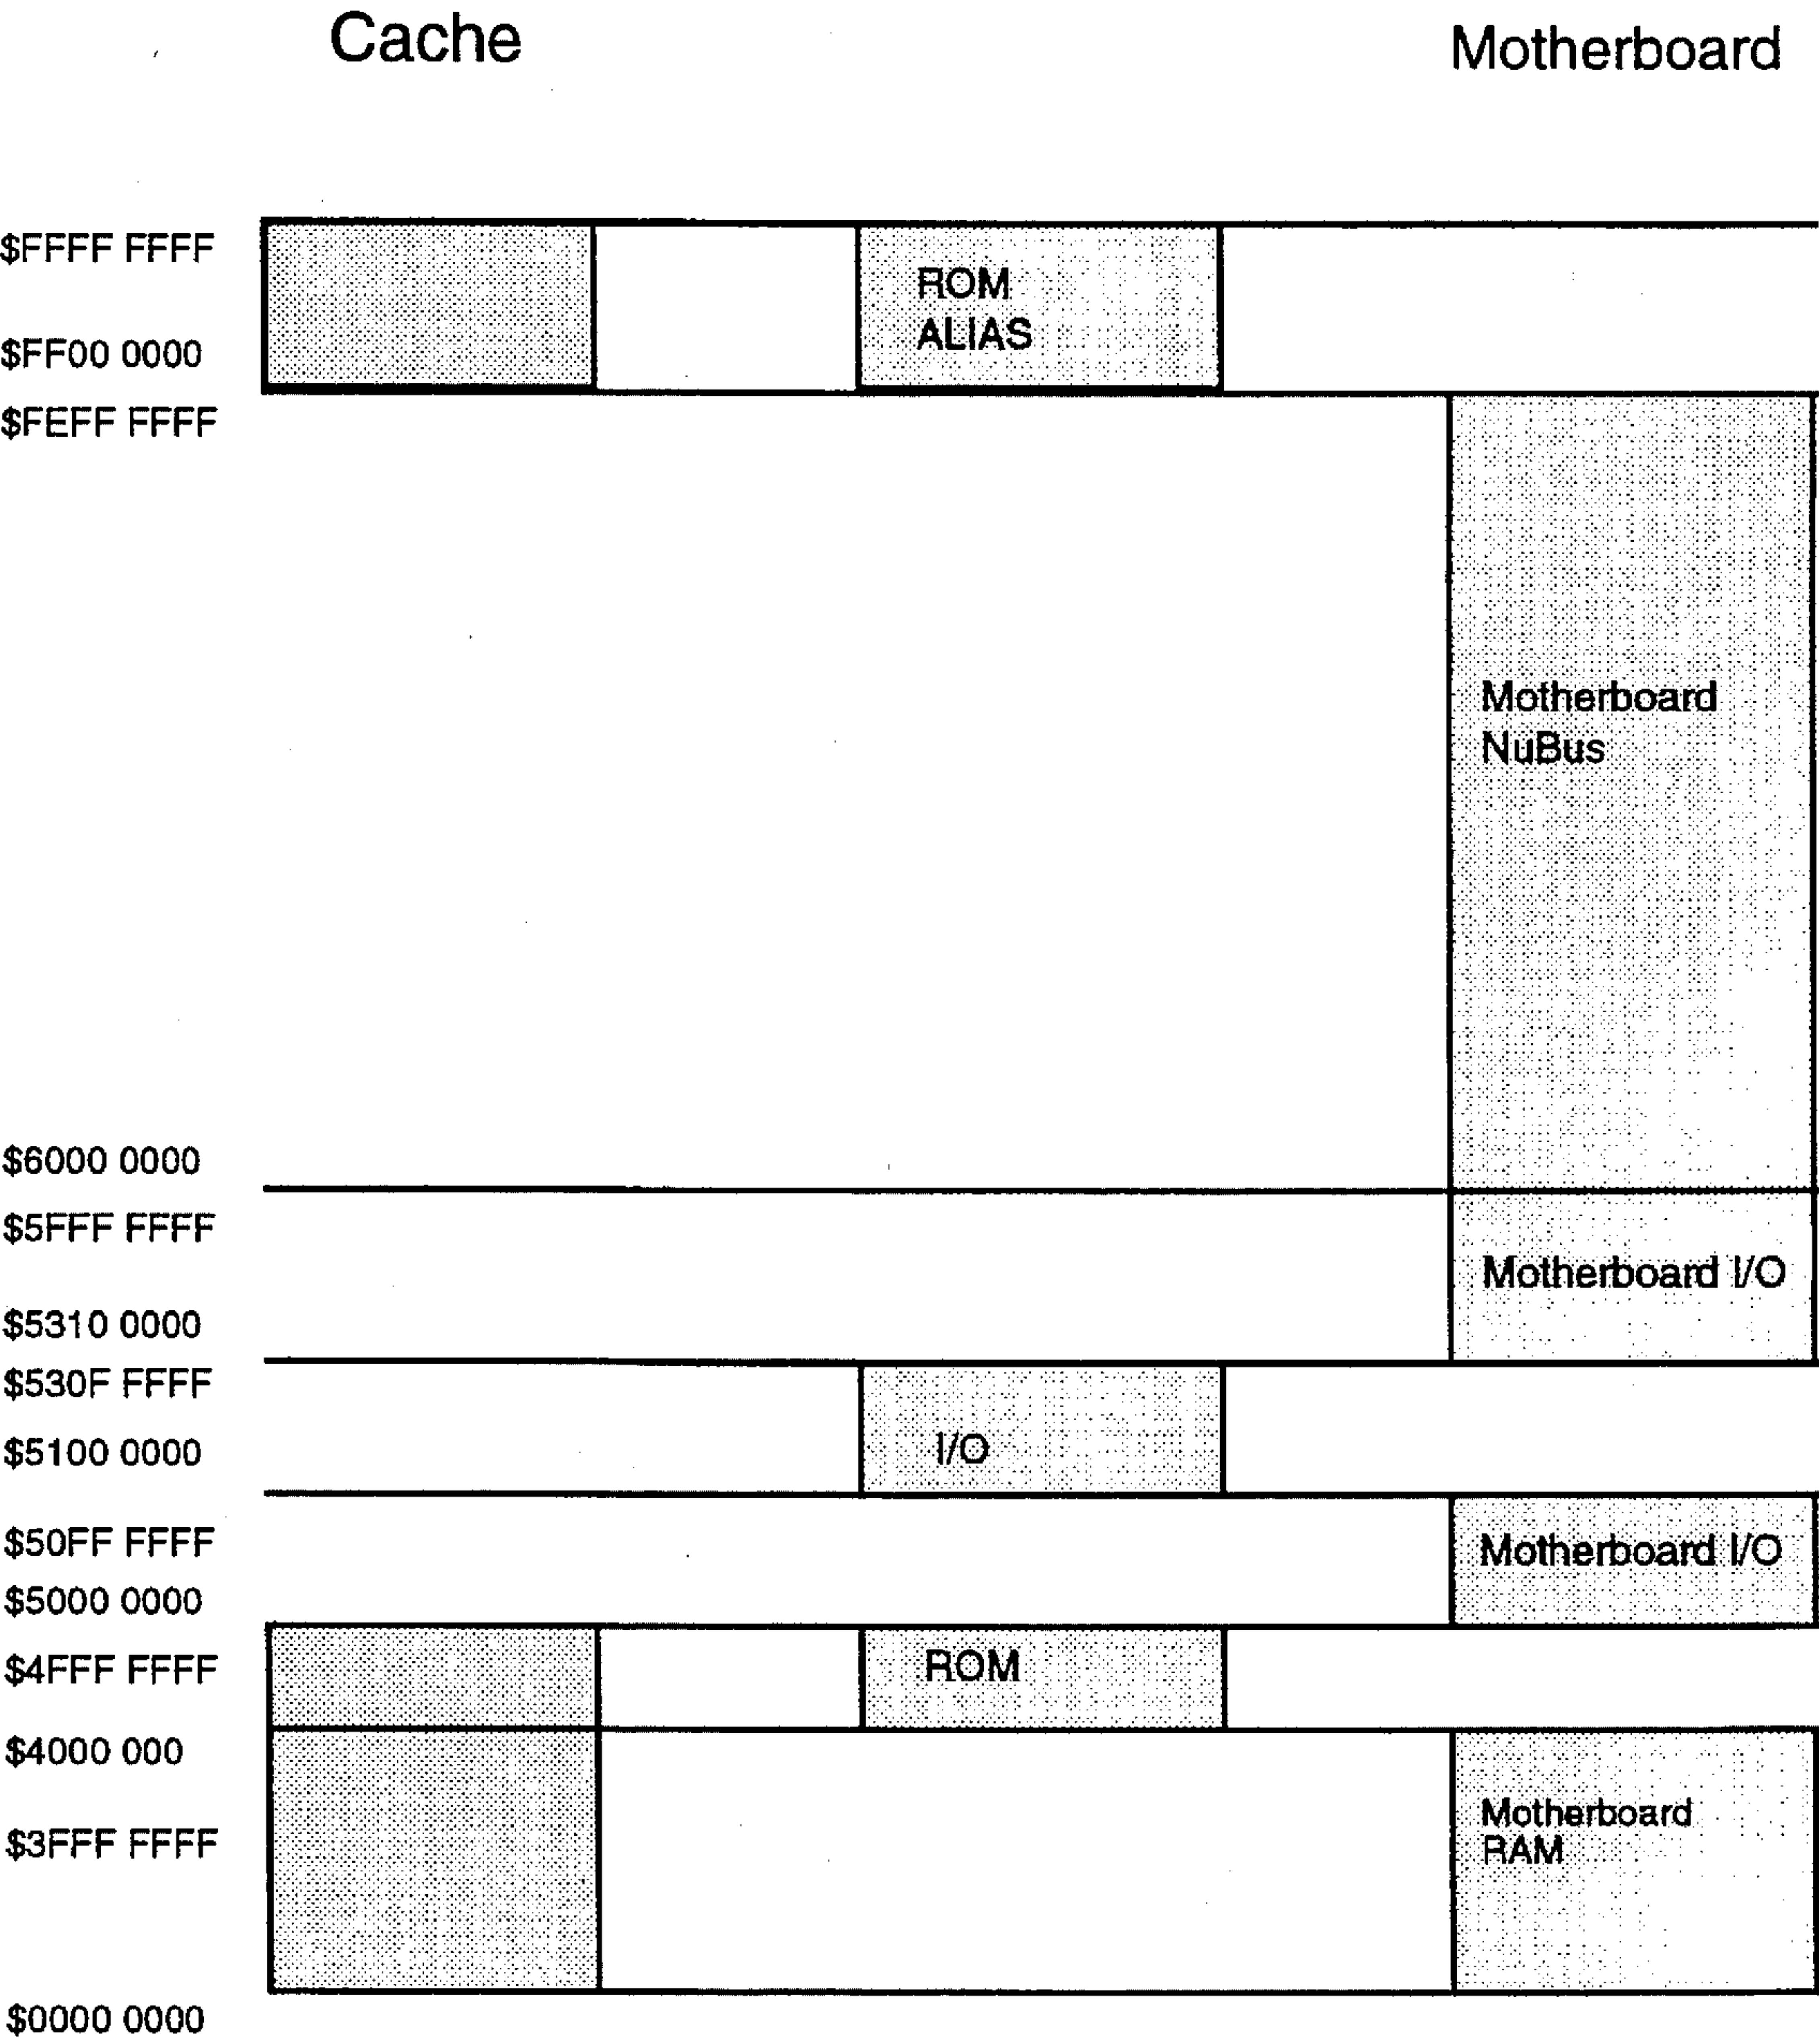 Cache
Motherboard
$FFFF FFFF
ROM
ALIAS
$FF00 0000
$FEFF FFFF
Motherboard
NuBus
$6000 0000
$5FFF FFFF
Motherboard I/O
$5310 0000
$530F FFFF
I/O
$5100 0000
$50FF FFFF
Motherboard I/O
$5000 0000
$4FFF FFFF
ROM
$4000 000
$3FFF FFFF
Motherboard
RAM
$0000 0000